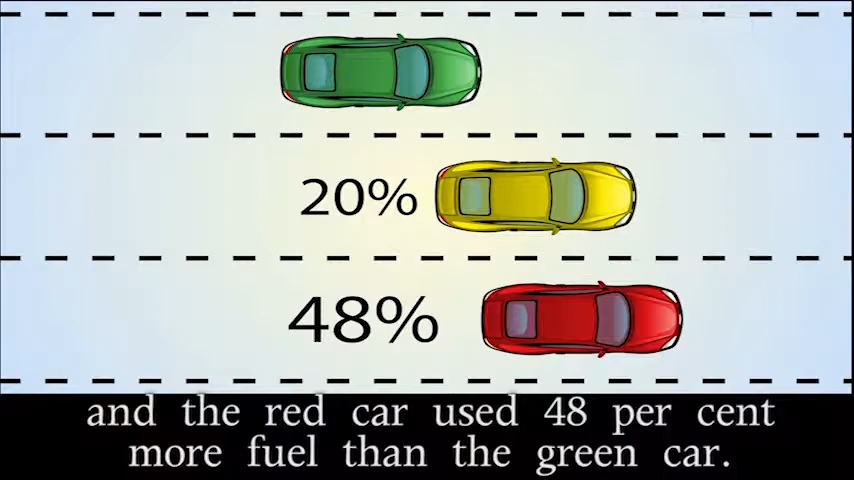 20%
48%
and the red car used 48 per cent
more fuel than the green car.